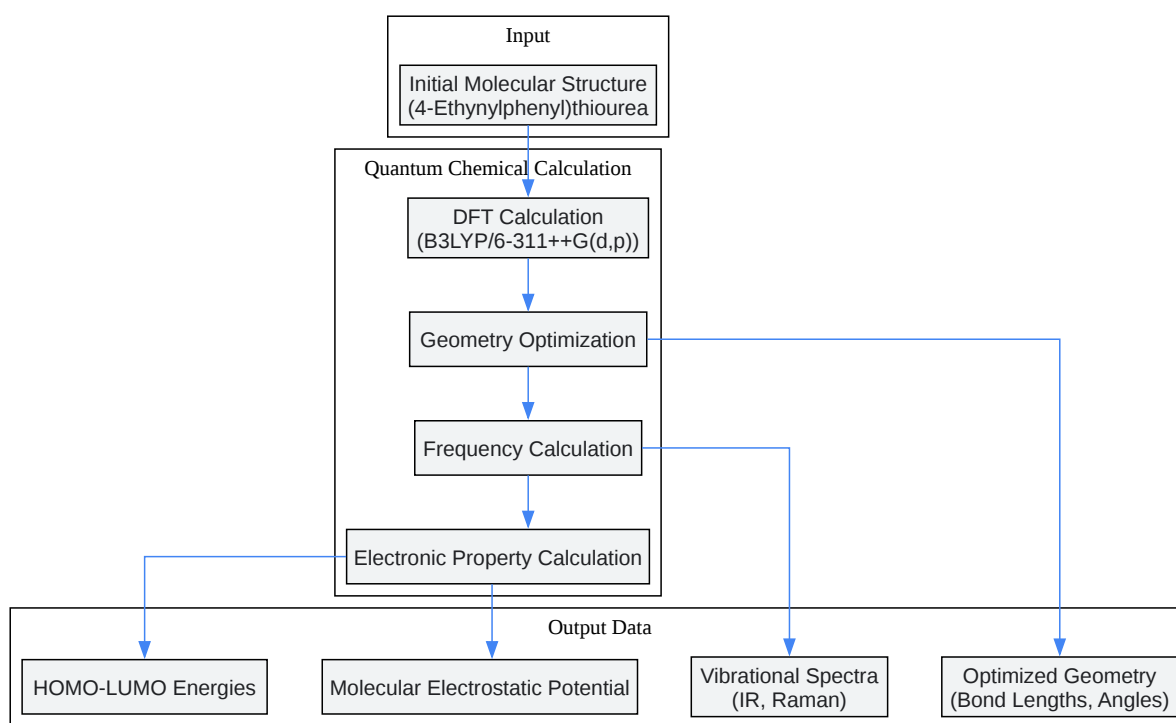 Input
Initial Molecular Structure
(4-Ethynylphenyl)thiourea
Quantum Chemical Calculation
DFT Calculation
(B3LYP/6-311++G(d,p))
Geometry Optimization
Frequency Calculation
Electronic Property Calculation
Output Data
HOMO-LUMO Energies
Molecular Electrostatic Potential
Vibrational Spectra
(IR, Raman)
Optimized Geometry
(Bond Lengths, Angles)